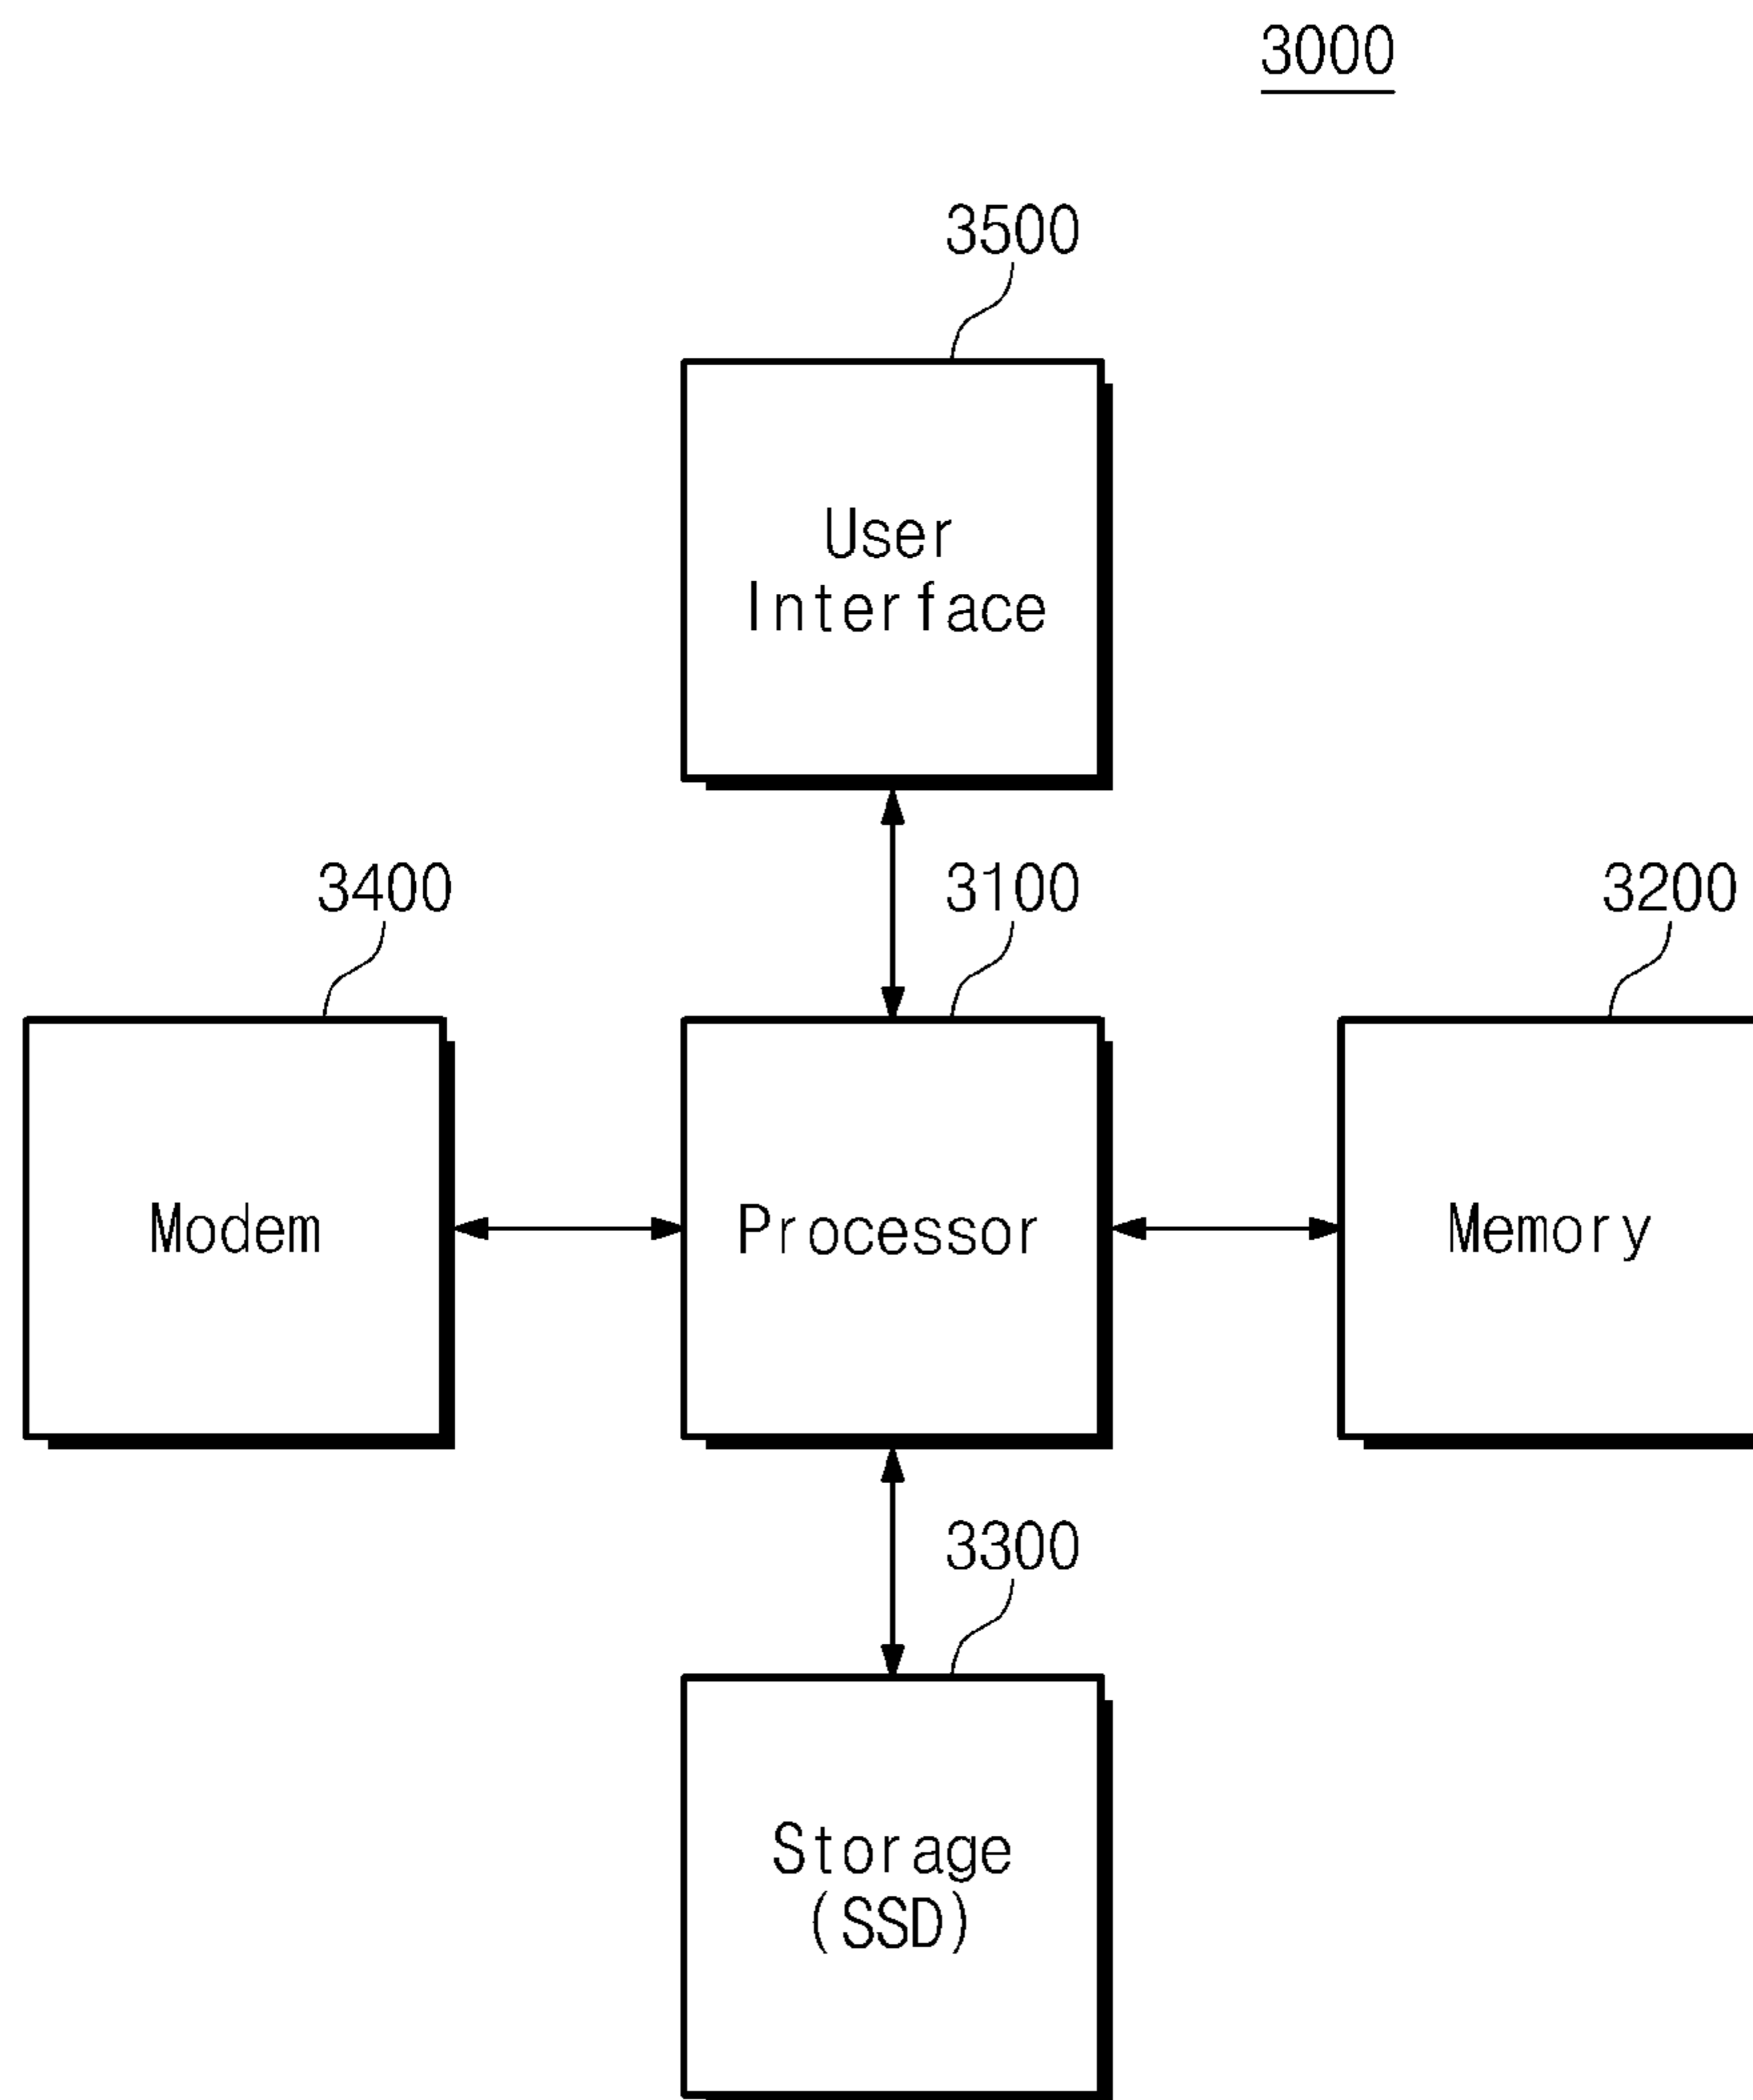 3000
3500
User
Interface
3400
3100
3200
Modem
Processor
Memory
3300
Storage
(SSD)